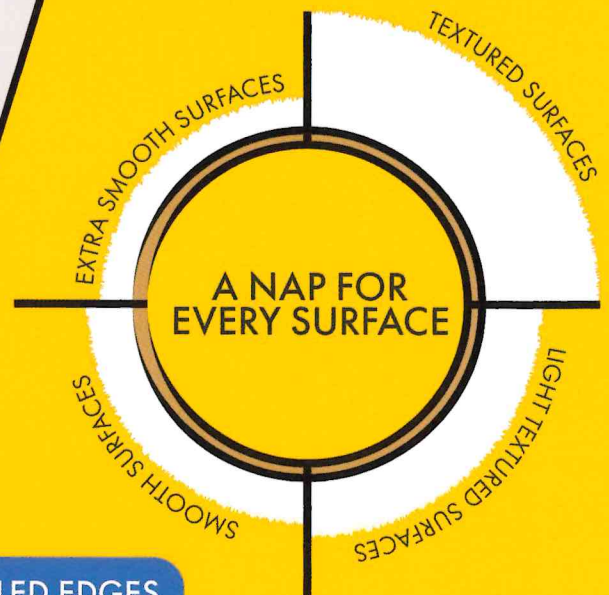 TEXTURED SURFACES
EXTRA SMOOTH SURFACES
A NAP FOR
EVERY SURFACE
LIGHT TEXTURED SURFACES
SMOOTH SURFACES
LED EDGES